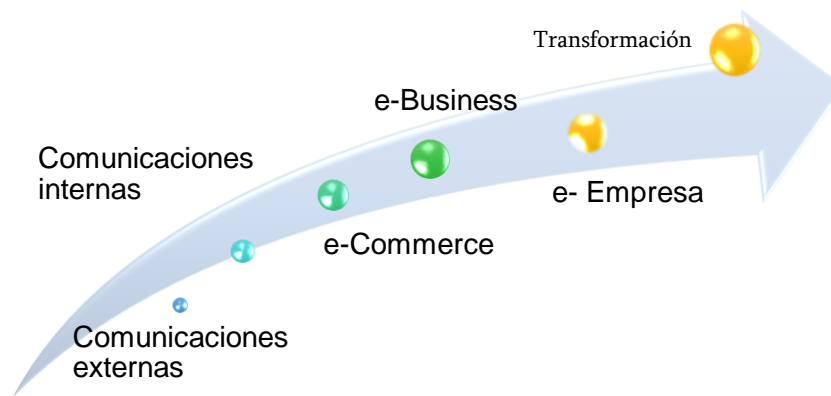 Transformación
e-Business
Comunicaciones
internas
e- Empresa
e-Commerce
Comunicaciones
externas